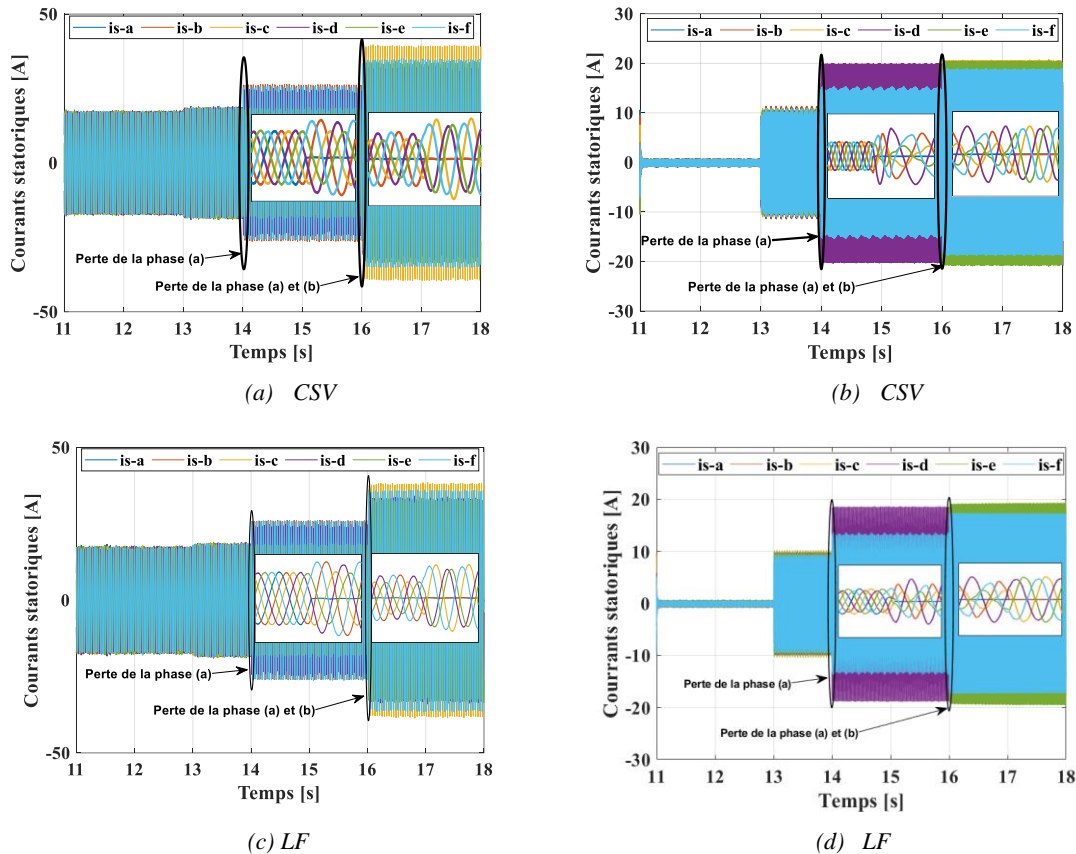 is-a is-b is-c is-d is-e is-f
50
0
-50
Courants statoriques [A]
Perte de la phase (a)
Perte de la phase (a) et (b)
11 12 13 14 15 16 17 18
Temps [s]
(a) CSV
is-a is-b is-c is-d is-e is-f
30
20
10
0
-10
-20
-30
Courants statoriques [A]
Perte de la phase (a)
Perte de la phase (a) et (b)
11 12 13 14 15 16 17 18
Temps [s]
(b) CSV
is-a is-b is-c is-d is-e is-f
50
0
-50
Courants statoriques [A]
Perte de la phase (a)
Perte de la phase (a) et (b)
11 12 13 14 15 16 17 18
Temps [s]
(c) LF
is-a is-b is-c is-d is-e is-f
30
20
10
0
-10
-20
-30
Courrants statoriques [A]
Perte de la phase (a)
Perte de la phase (a) et (b)
11 12 13 14 15 16 17 18
Temps [s]
(d) LF